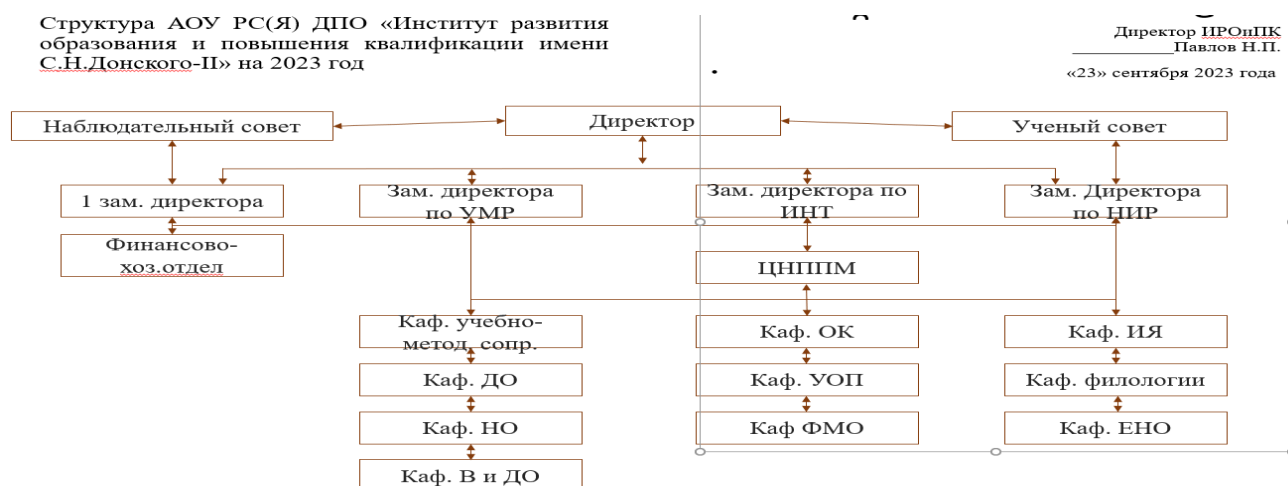 Структура АОУ РС(Я) ДПО «Институт развития
образования и повышения квалификации имени
С.Н.Донского-II» на 2023 год
Директор ИРОиПК
____________Павлов Н.П.
«23» сентября 2023 года
Наблюдательный совет
Директор
Ученый совет
1 зам. директора
Зам. директора
по УМР
Зам. директора по
ИНТ
Зам. Директора
по НИР
Финансово-
хоз.отдел
ЦНППМ
Каф. учебно-
метод. сопр.
Каф. ОК
Каф. ИЯ
Каф. ДО
Каф. УОП
Каф. филологии
Каф. НО
Каф ФМО
Каф. ЕНО
Каф. В и ДО